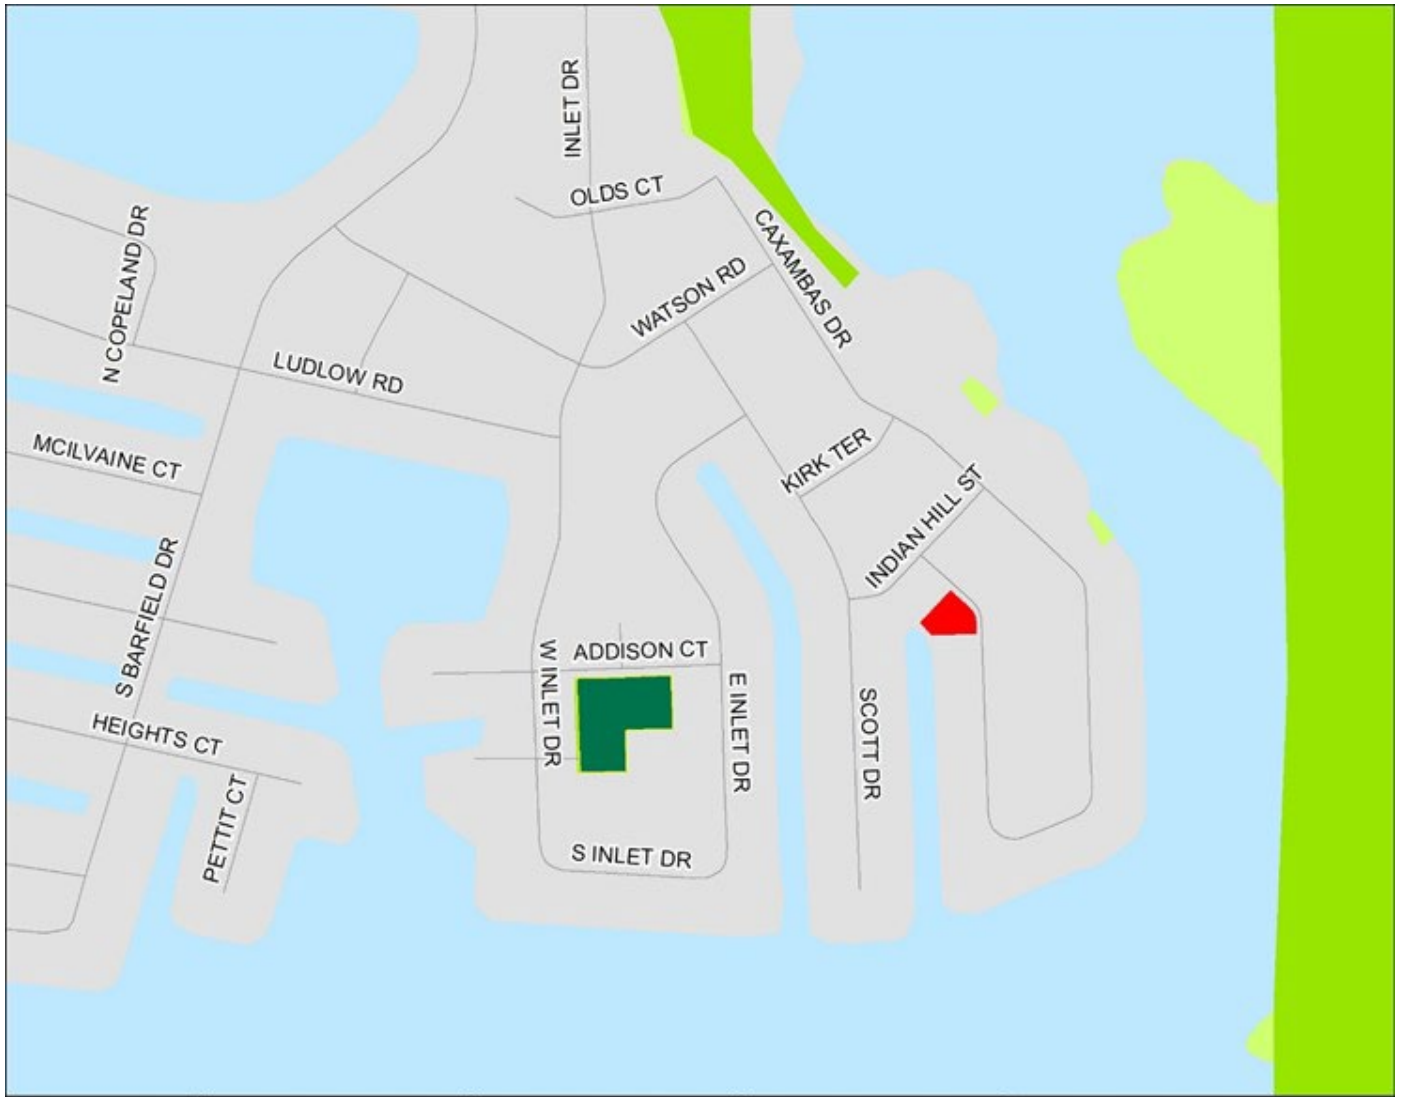 INLET DR
OLDS CT
N COPELAND DR
CAXAMBAS DR
WATSON RD
LUDLOW RD
MCILVAINE CT
KIRK TER
INDIAN HILL ST
S BARFIELD DR
ADDISON CT
W INLET DR
E INLET DR
SCOTT DR
HEIGHTS CT
PETTIT CT
S INLET DR